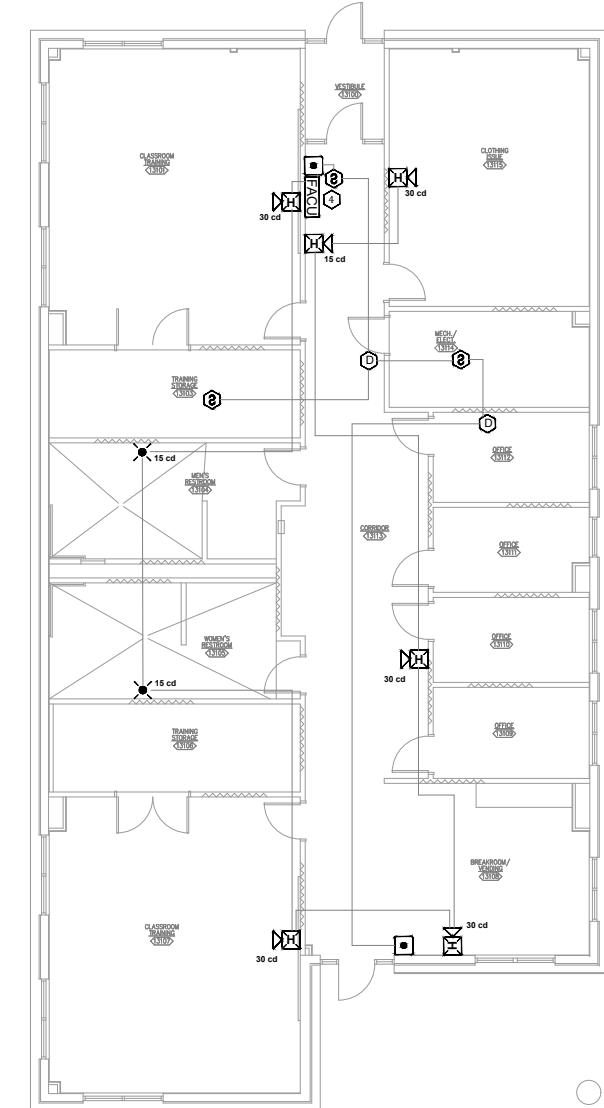 VESTIBULE
13100
CLASSROOM
TRAINING
13101
CLOTHING
ISSUE
13115
FACU
4
H
30 cd
H
30 cd
H
15 cd
MECH./
ELECT.
13114
D
TRAINING
STORAGE
13103
D
OFFICE
13112
15 cd
MEN'S
RESTROOM
13104
CORRIDOR
13113
OFFICE
13111
WOMEN'S
RESTROOM
13105
OFFICE
13110
H
30 cd
15 cd
TRAINING
STORAGE
13106
OFFICE
13109
BREAKROOM/
VENDING
13108
CLASSROOM
TRAINING
13107
H
30 cd
H
30 cd